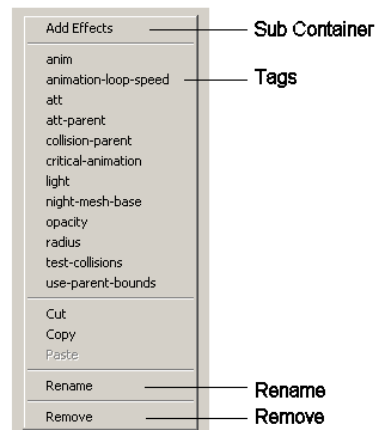 Add Effects
Sub Container
anim
animation-loop-speed
Tags
att
att-parent
collision-parent
critical-animation
light
night-mesh-base
opacity
radius
test-collisions
use-parent-bounds
Cut
Copy
Paste
Rename
Rename
Remove
Remove